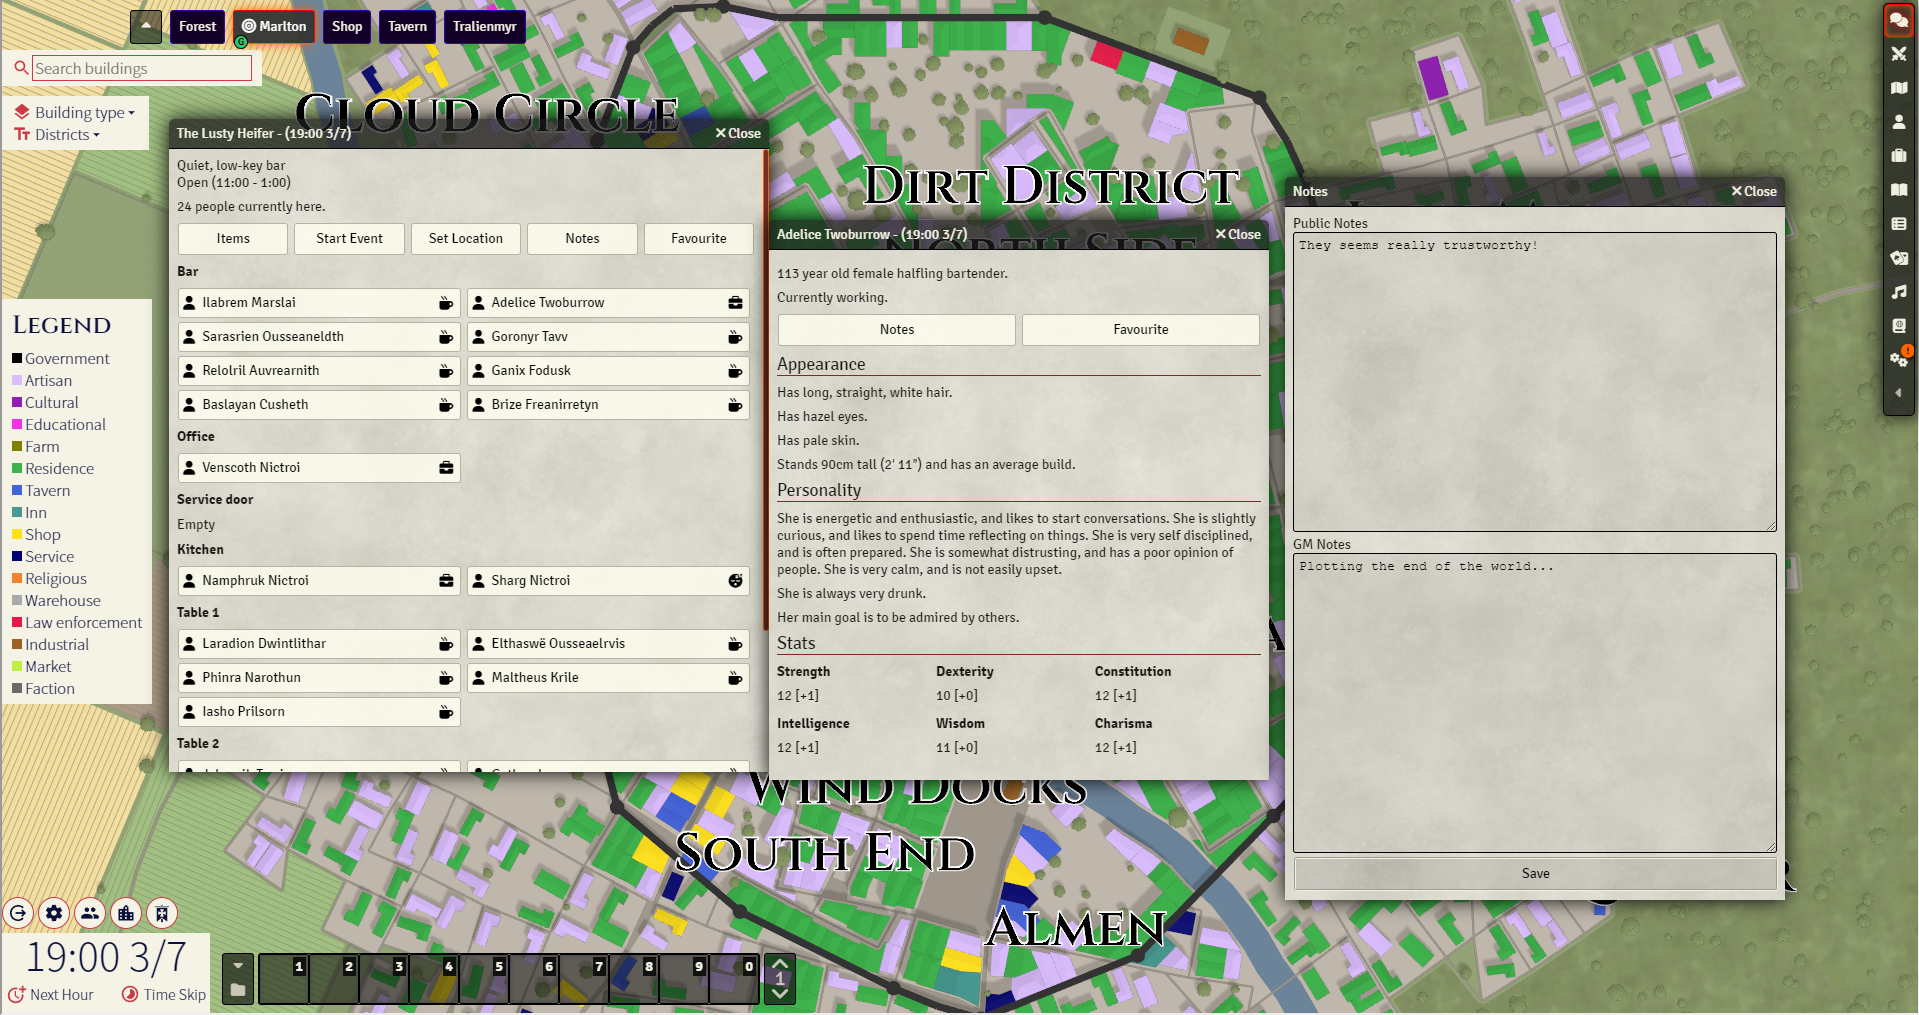 Forest
Marlton
Shop
Tavern
Tralienmyr
G
Search buildings
Building type
Districts
CLOUD CIRCLE
DIRT DISTRICT
NORTH SIDE
WIND DOCKS
SOUTH END
ALMEN
LEGEND
Government
Artisan
Cultural
Educational
Farm
Residence
Tavern
Inn
Shop
Service
Religious
Warehouse
Law enforcement
Industrial
Market
Faction
The Lusty Heifer - (19:00 3/7)
Close
Quiet, low-key bar
Open (11:00 - 1:00)
24 people currently here.
Items
Start Event
Set Location
Notes
Favourite
Bar
Ilabrem Marslai
Adelice Twoburrow
Sarasrien Ousseaneldth
Goronyr Tavv
Relolril Auvrearnith
Ganix Fodusk
Baslayan Cusheth
Brize Freanirretyn
Office
Venscoth Nictroi
Service door
Empty
Kitchen
Namphruk Nictroi
Sharg Nictroi
Table 1
Laradion Dwintlithar
Elthaswë Ousseaelrvis
Phinra Narothun
Maltheus Krile
Iasho Prilsorn
Table 2
Adelice Twoburrow - (19:00 3/7)
Close
113 year old female halfling bartender.
Currently working.
Notes
Favourite
Appearance
Has long, straight, white hair.
Has hazel eyes.
Has pale skin.
Stands 90cm tall (2' 11") and has an average build.
Personality
She is energetic and enthusiastic, and likes to start conversations. She is slightly
curious, and likes to spend time reflecting on things. She is very self disciplined,
and is often prepared. She is somewhat distrusting, and has a poor opinion of
people. She is very calm, and is not easily upset.
She is always very drunk.
Her main goal is to be admired by others.
Stats
Strength
Dexterity
Constitution
12 [+1]
10 [+0]
12 [+1]
Intelligence
Wisdom
Charisma
12 [+1]
11 [+0]
12 [+1]
Notes
Close
Public Notes
They seems really trustworthy!
GM Notes
Plotting the end of the world...
Save
19:00 3/7
Next Hour
Time Skip
1
2
3
4
5
6
7
8
9
0
1